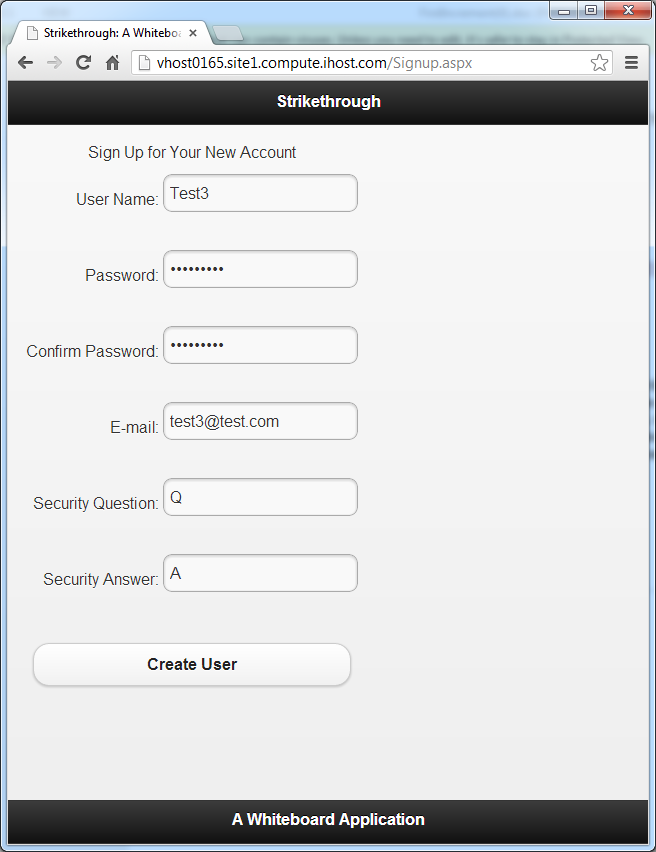 Strikethrough: A Whiteboa
vhost0165.site1.compute.ihost.com/Signup.aspx
Strikethrough
Sign Up for Your New Account
User Name: Test3
Password: •••••••••
Confirm Password: •••••••••
E-mail: test3@test.com
Security Question: Q
Security Answer: A
Create User
A Whiteboard Application